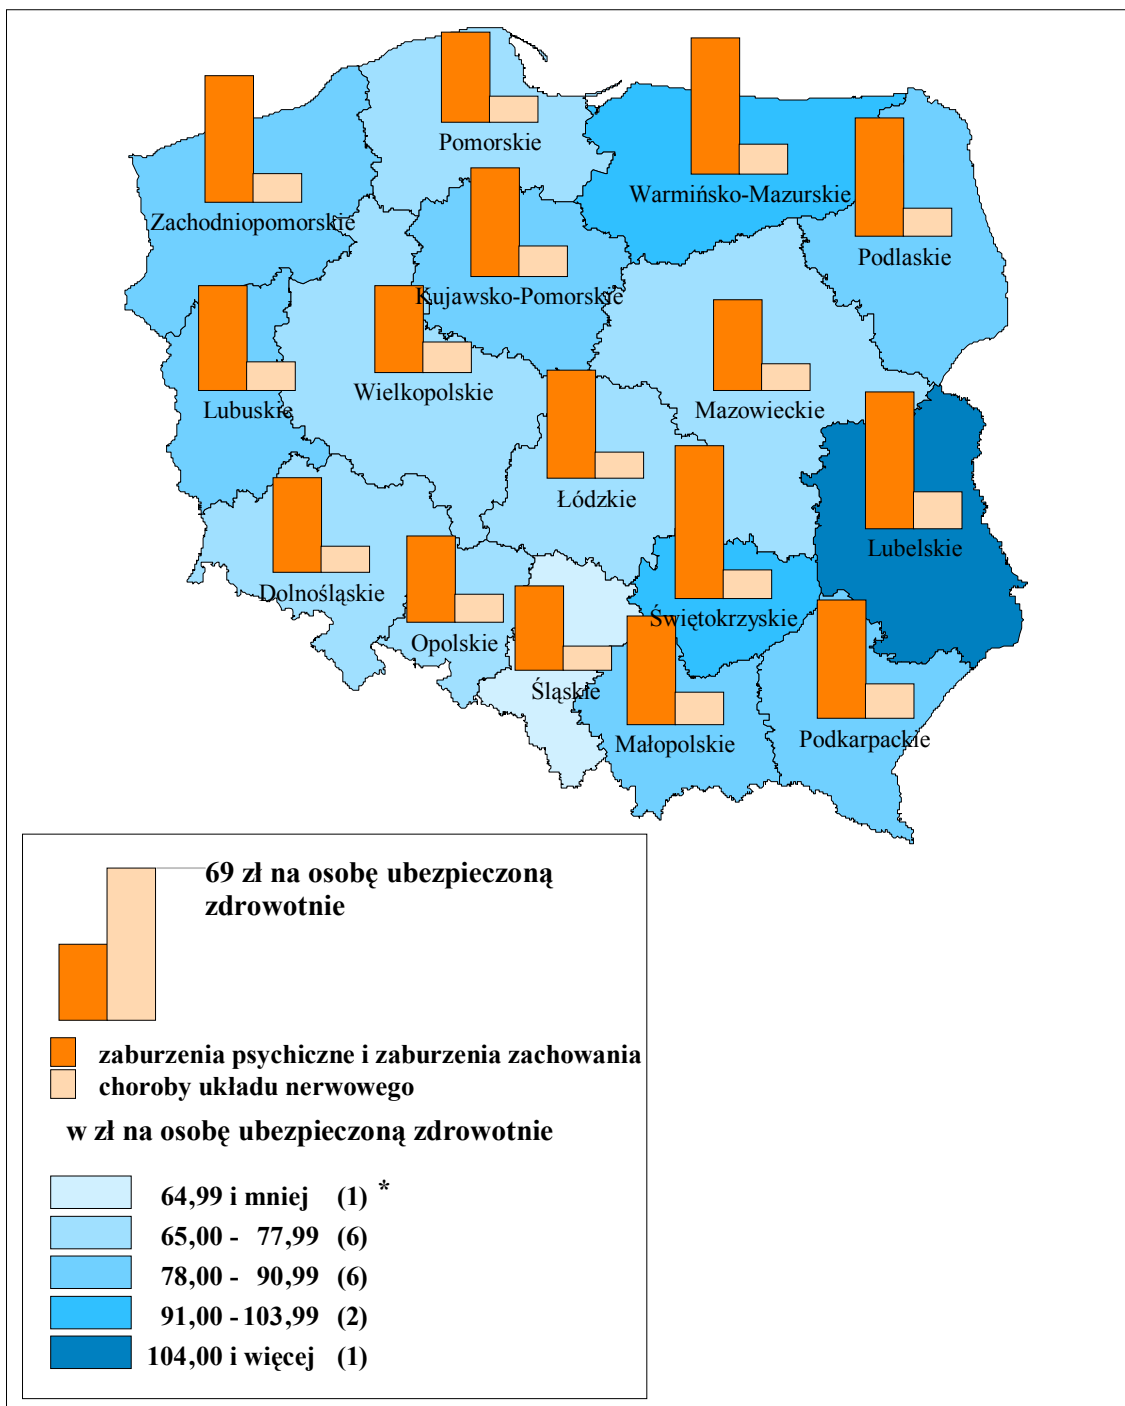 Pomorskie
Warmińsko-Mazurskie
Zachodniopomorskie
Podlaskie
Kujawsko-Pomorskie
Wielkopolskie
Lubuskie
Mazowieckie
Łódzkie
Lubelskie
Dolnośląskie
Świętokrzyskie
Opolskie
Śląskie
Małopolskie
Podkarpackie
69 zł na osobę ubezpieczoną
zdrowotnie
zaburzenia psychiczne i zaburzenia zachowania
choroby układu nerwowego
w zł na osobę ubezpieczoną zdrowotnie
64,99 i mniej (1) *
65,00 - 77,99 (6)
78,00 - 90,99 (6)
91,00 - 103,99 (2)
104,00 i więcej (1)